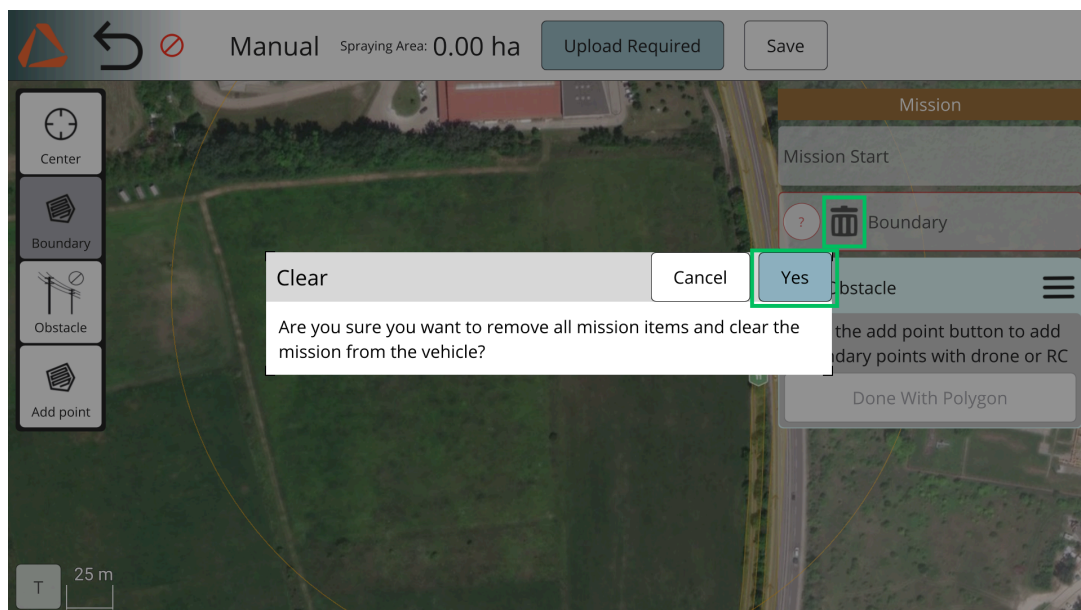 Manual Spraying Area: 0.00 ha Upload Required Save
Center
Boundary
Obstacle
Add point
Mission
Mission Start
? Boundary
Obstacle
the add point button to add
points with drone or RC
Done With Polygon
Clear Cancel Yes
Are you sure you want to remove all mission items and clear the
mission from the vehicle?
T 25 m